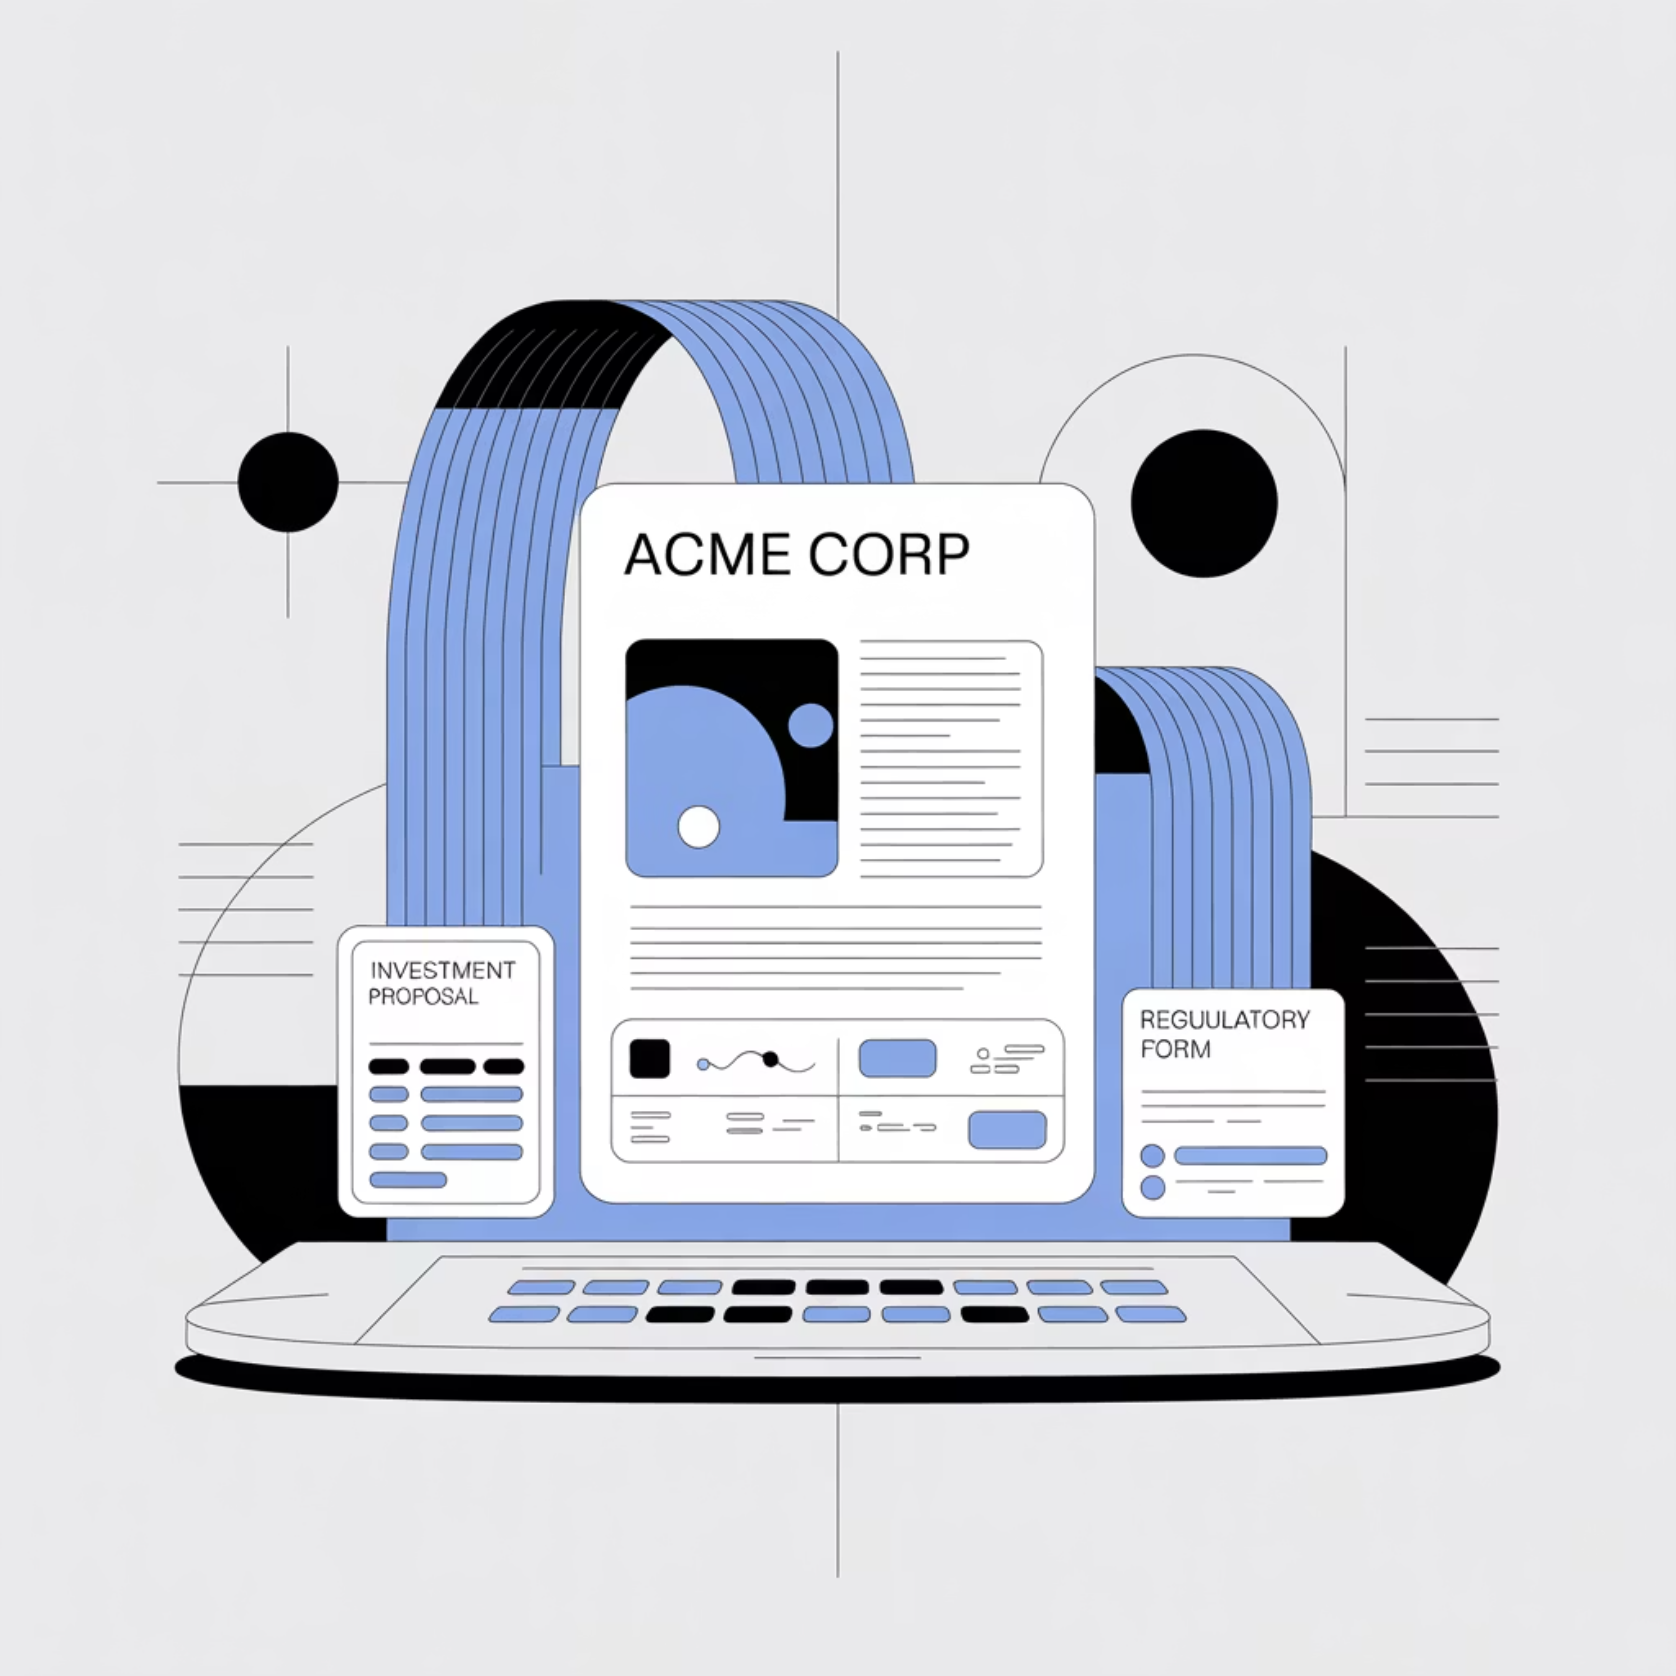 ACME CORP
INVESTMENT
PROPOSAL
REGUULATORY
FORM